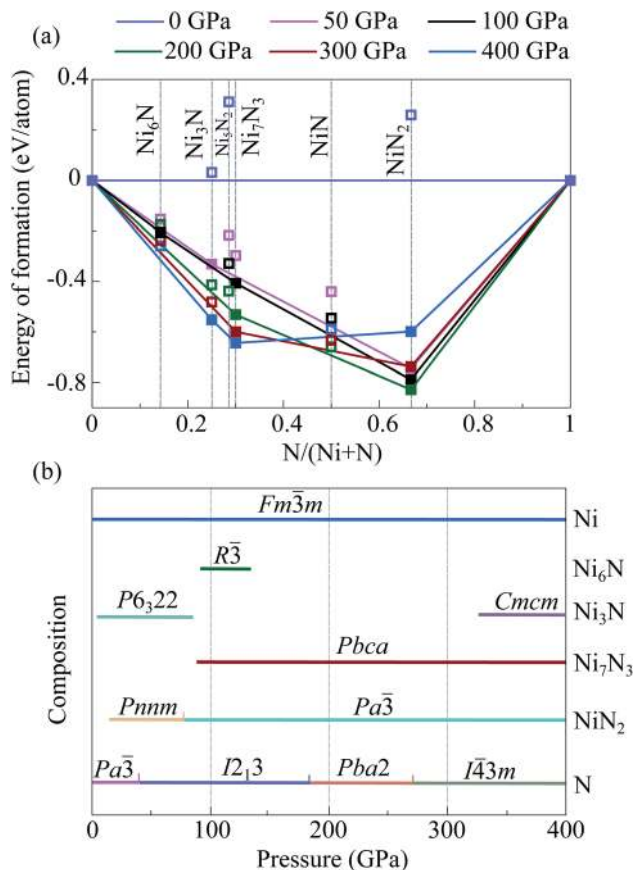 (a)
0 GPa 50 GPa 100 GPa
200 GPa 300 GPa 400 GPa
Energy of formation (eV/atom)
0.4
0
-0.4
-0.8
Ni₆N
Ni₃N
Ni₅N₂
Ni₇N₃
NiN
NiN₂
0 0.2 0.4 0.6 0.8 1
N/(Ni+N)
(b)
Composition
Fm3̅m Ni
R3̅ Ni₆N
P6₃22 Cmcm Ni₃N
Pbca Ni₇N₃
Pnnm Pa3̅ NiN₂
Pa3̅ I2₁3 Pba2 I4̅3m N
0 100 200 300 400
Pressure (GPa)